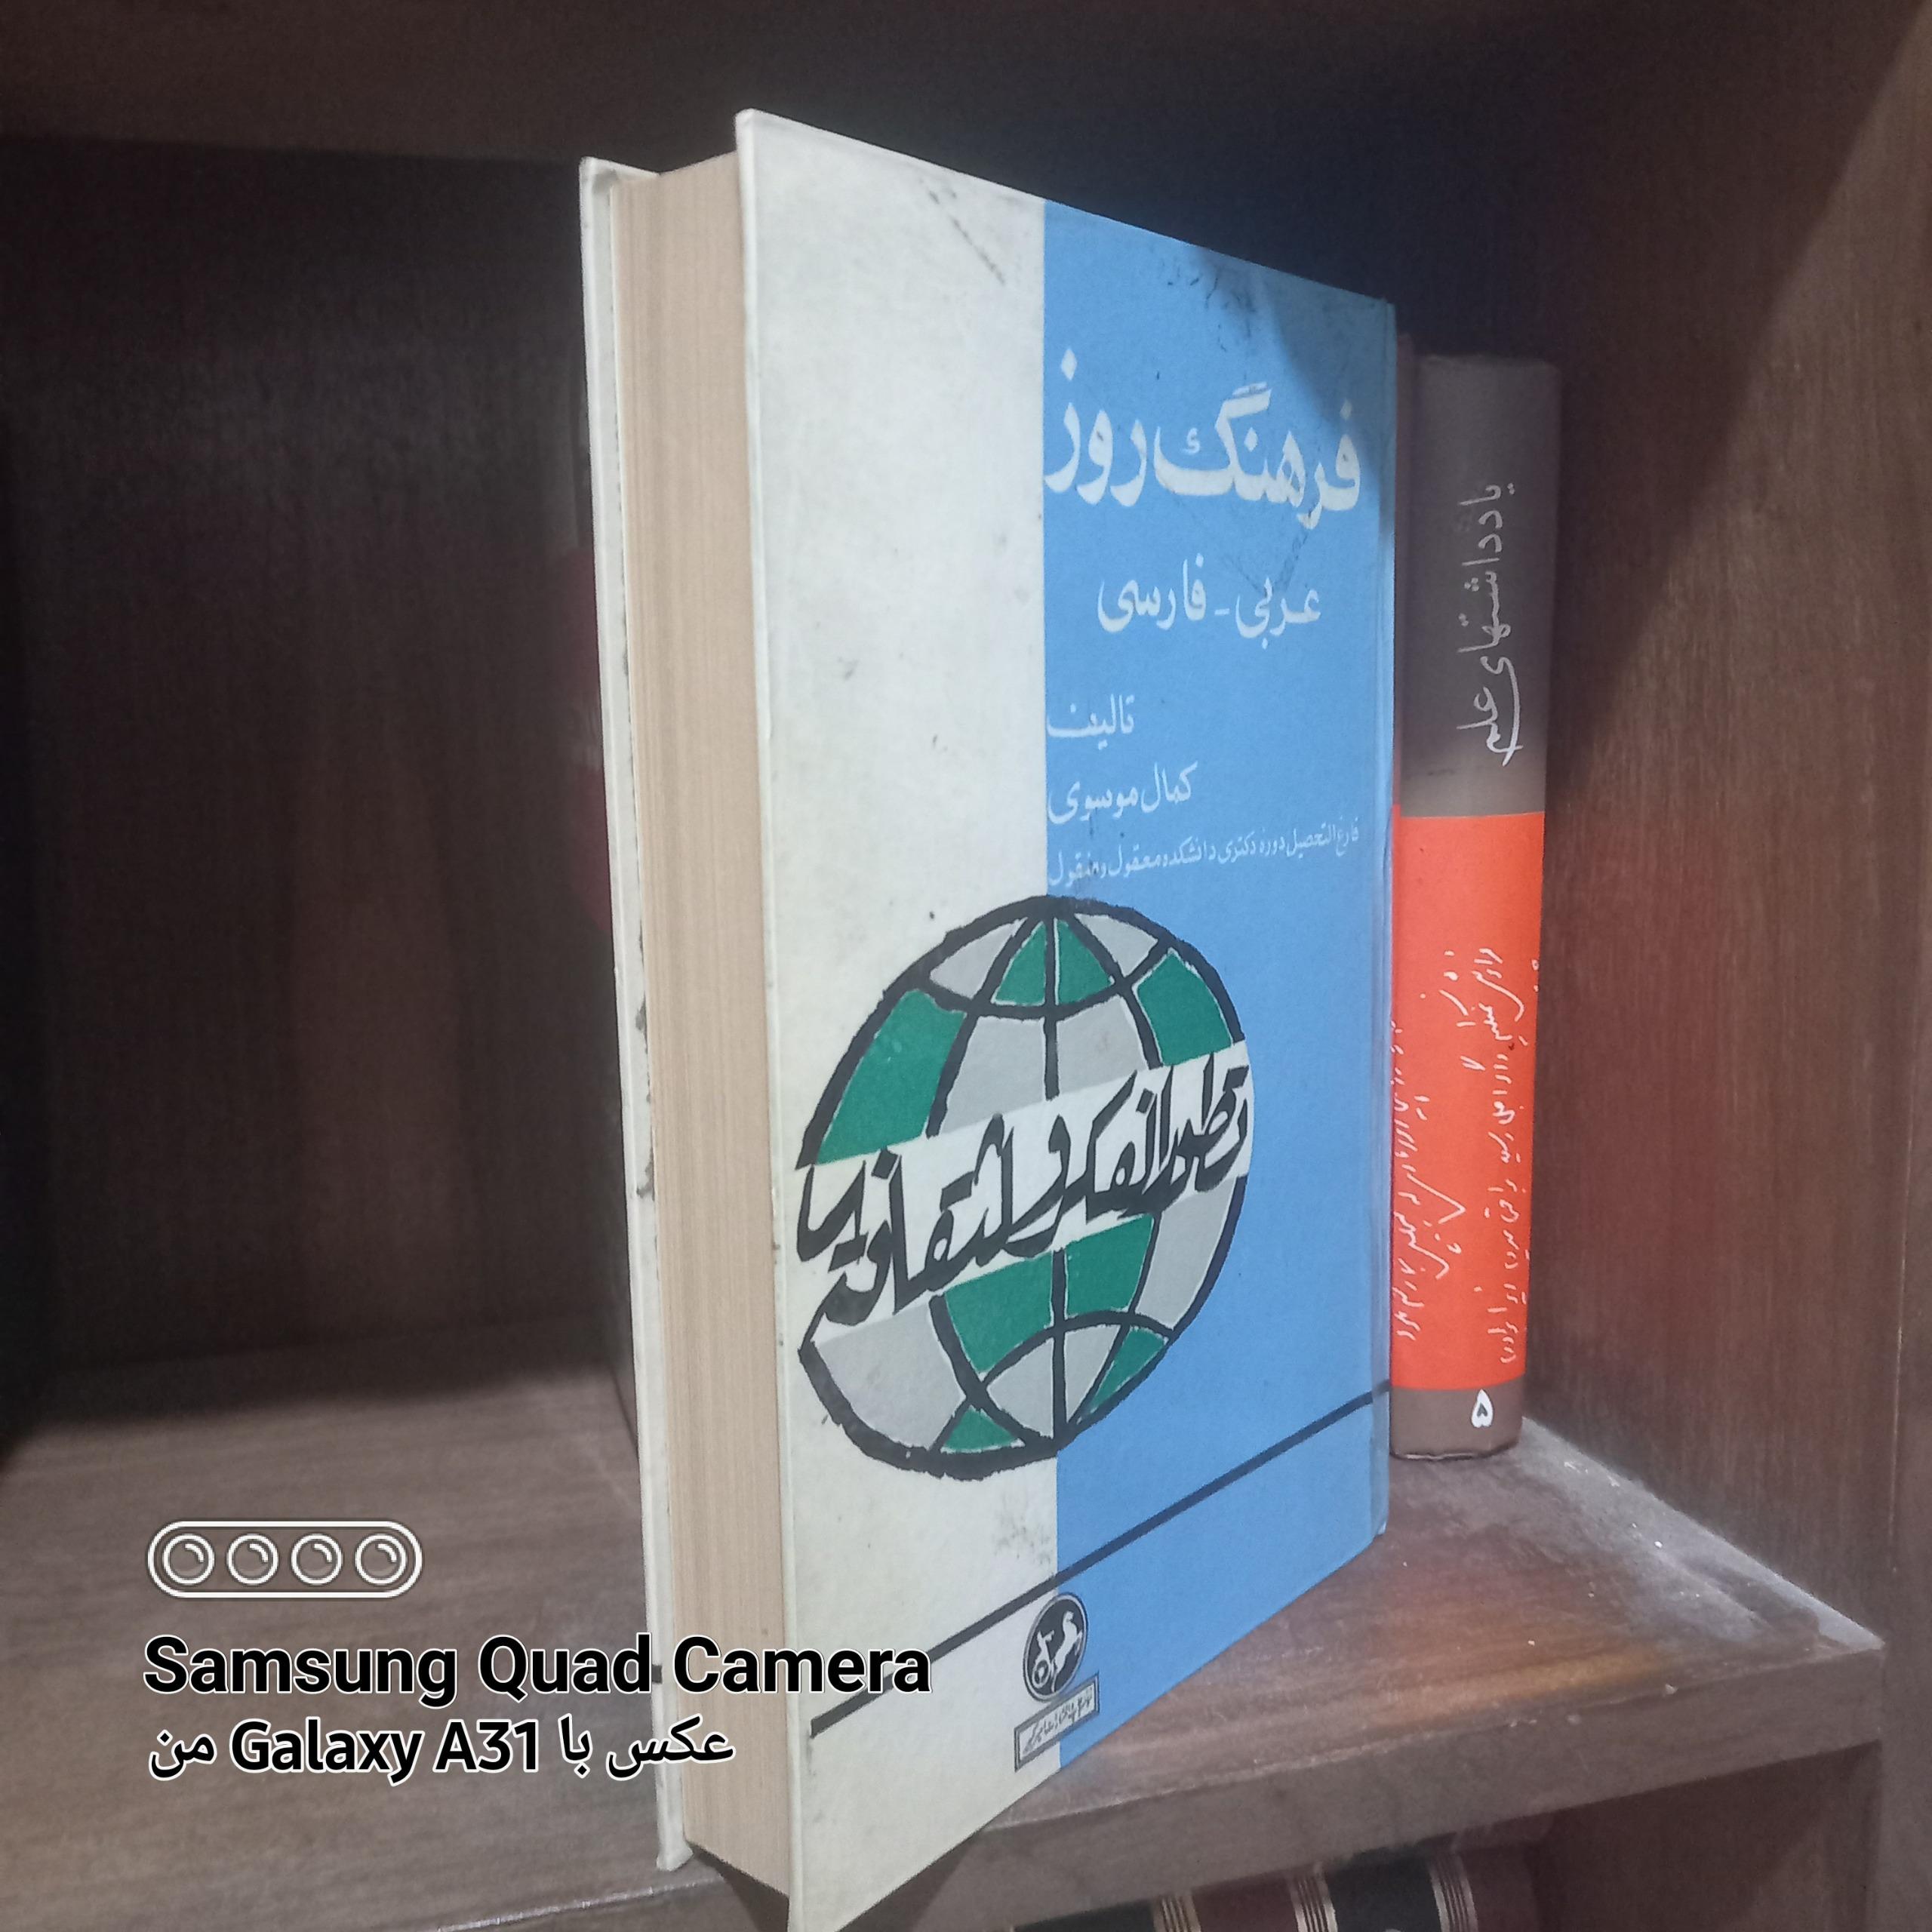 فرهنگ روز
عربی - فارسی
تالیف
کمال موسوی
فارغ التحصیل دوره دکتری دانشکده معقول و منقول
تطور الفکر و الثقافة
یادداشتهای علم
۵
Samsung Quad Camera
عکس با Galaxy A31 من